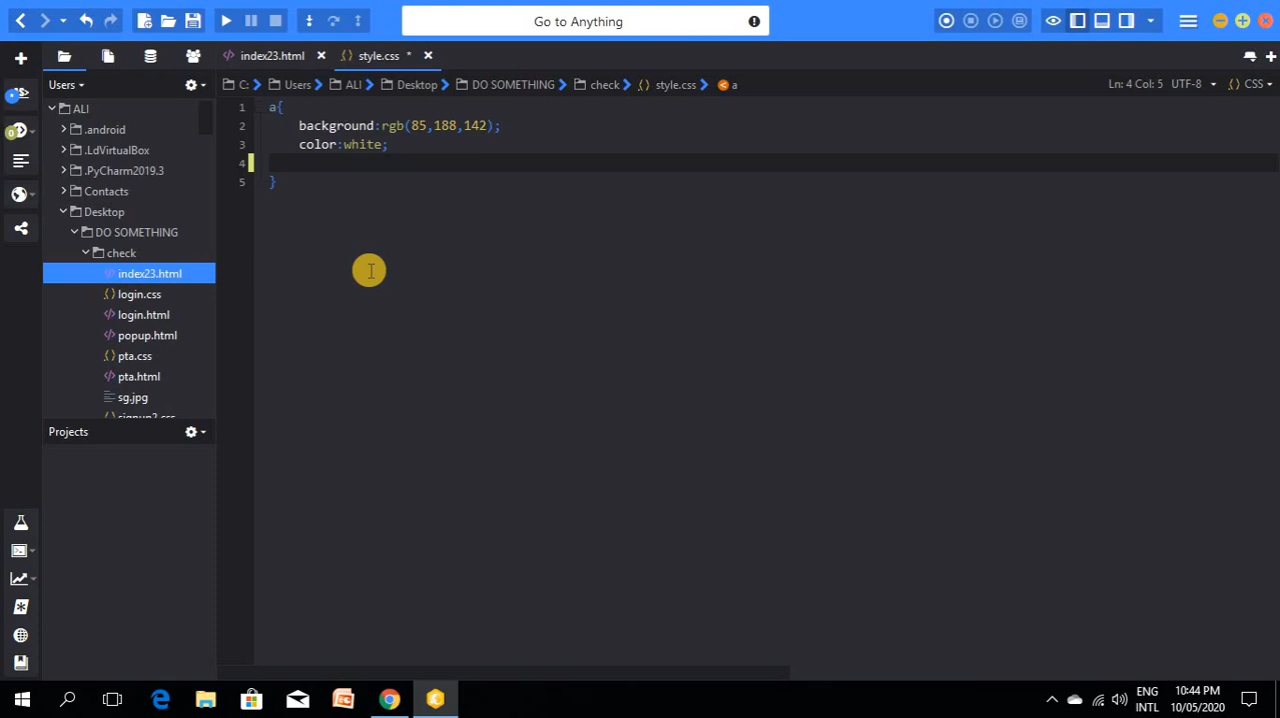 Go to Anything
index23.html
style.css *
Users
C: Users ALI Desktop DO SOMETHING check style.css a
Ln: 4 Col: 5 UTF-8 CSS
ALI
.android
.LdVirtualBox
.PyCharm2019.3
Contacts
Desktop
DO SOMETHING
check
index23.html
login.css
login.html
popup.html
pta.css
pta.html
sg.jpg
signup2.css
Projects
1 a{
2 background:rgb(85,188,142);
3 color:white;
4
5 }
0
ENG
INTL
10:44 PM
10/05/2020